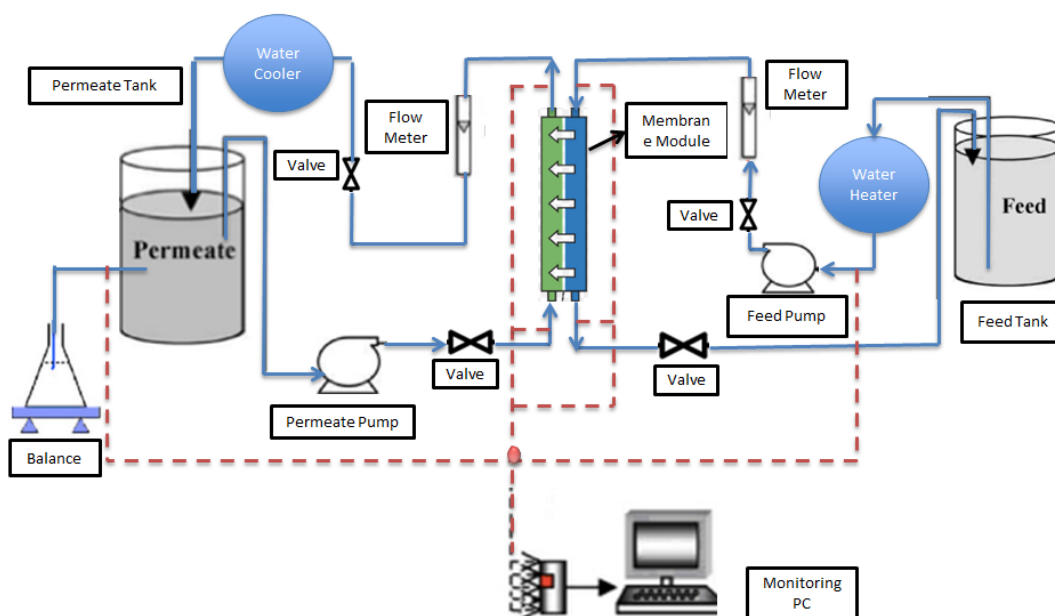 Water
Cooler
Permeate Tank
Flow
Meter
Valve
Membran
e Module
Flow
Meter
Water
Heater
Valve
Feed
Permeate
Feed Pump
Feed Tank
Valve
Valve
Permeate Pump
Balance
Monitoring
PC